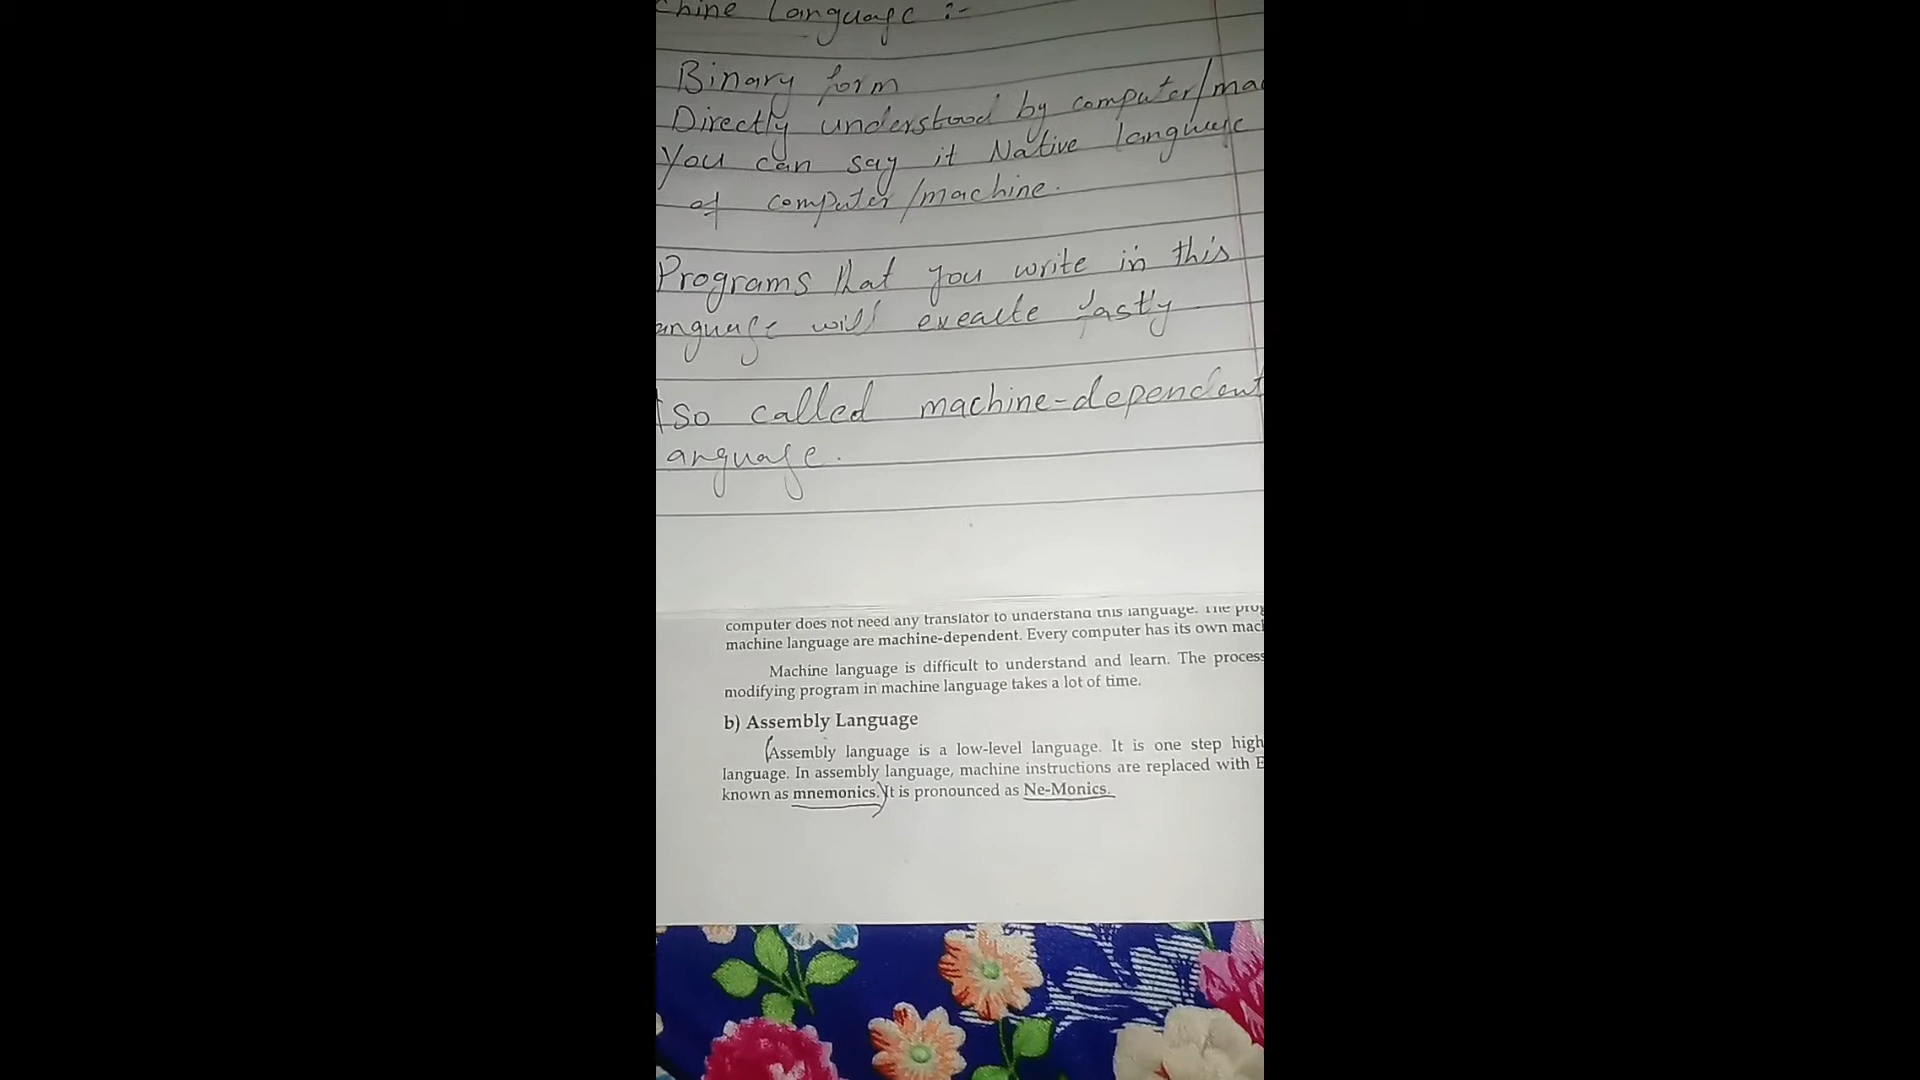 chine Language :-
Binary form
Directly understood by computer/ma
You can say it Native language
of computer/machine.
Programs that you write in this
anguage will execute fastly
lso called machine-dependent
anguage.
computer does not need any translator to understand this language. The prog
machine language are machine-dependent. Every computer has its own mac
Machine language is difficult to understand and learn. The process
modifying program in machine language takes a lot of time.
b) Assembly Language
Assembly language is a low-level language. It is one step high
language. In assembly language, machine instructions are replaced with E
known as mnemonics. It is pronounced as Ne-Monics.